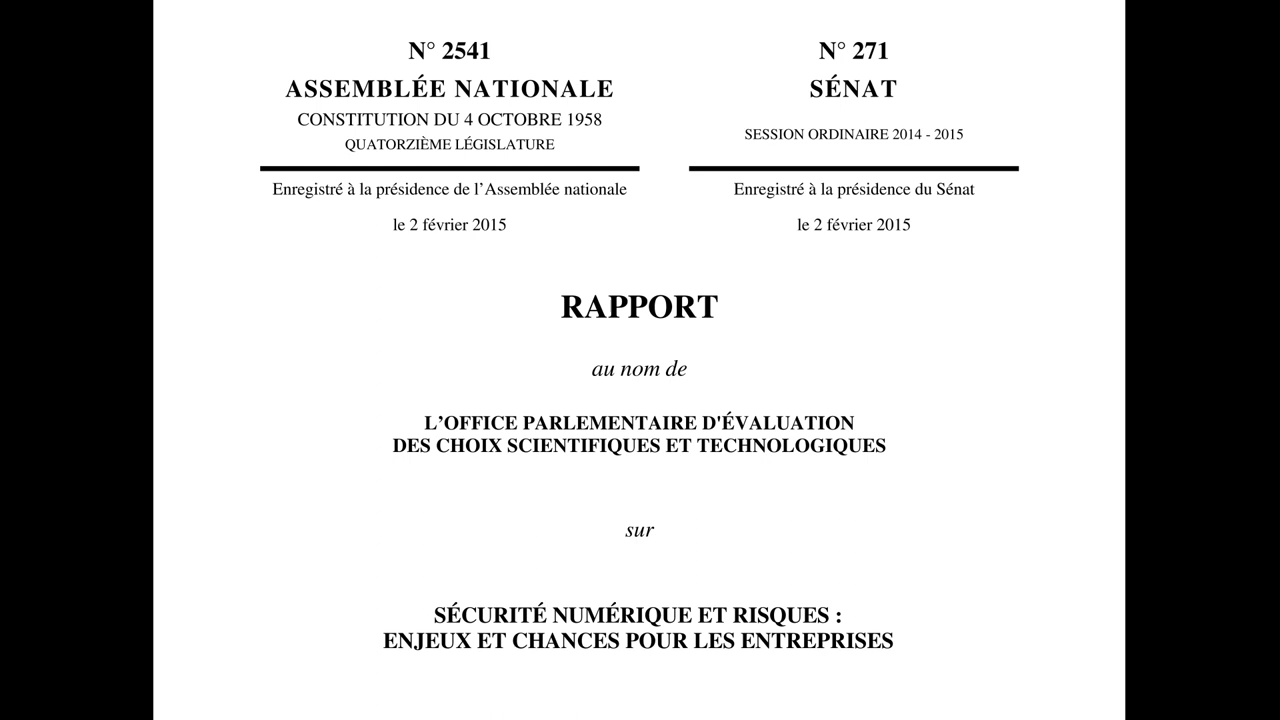 N° 2541
ASSEMBLÉE NATIONALE
CONSTITUTION DU 4 OCTOBRE 1958
QUATORZIÈME LÉGISLATURE
Enregistré à la présidence de l’Assemblée nationale
le 2 février 2015
N° 271
SÉNAT
SESSION ORDINAIRE 2014 - 2015
Enregistré à la présidence du Sénat
le 2 février 2015
RAPPORT
au nom de
L’OFFICE PARLEMENTAIRE D'ÉVALUATION
DES CHOIX SCIENTIFIQUES ET TECHNOLOGIQUES
sur
SÉCURITÉ NUMÉRIQUE ET RISQUES :
ENJEUX ET CHANCES POUR LES ENTREPRISES